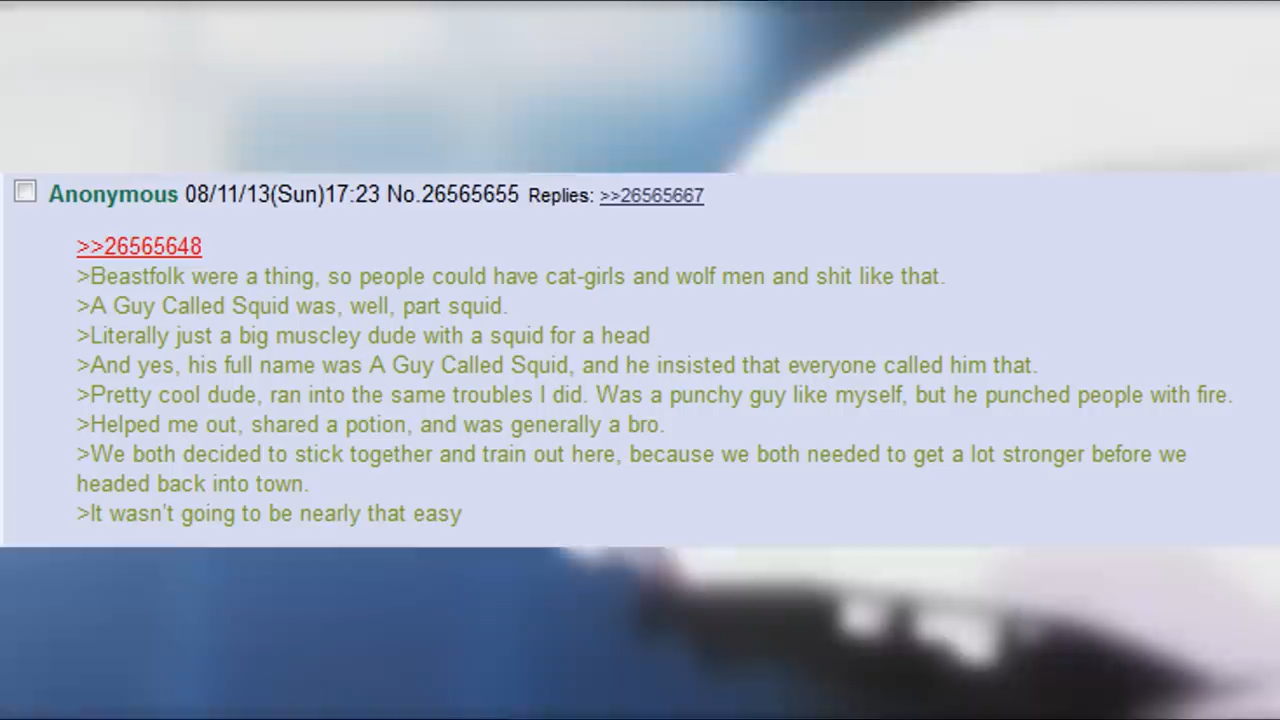 Anonymous 08/11/13(Sun)17:23 No.26565655 Replies: >>26565667
>>26565648
>Beastfolk were a thing, so people could have cat-girls and wolf men and shit like that.
>A Guy Called Squid was, well, part squid.
>Literally just a big muscley dude with a squid for a head
>And yes, his full name was A Guy Called Squid, and he insisted that everyone called him that.
>Pretty cool dude, ran into the same troubles I did. Was a punchy guy like myself, but he punched people with fire.
>Helped me out, shared a potion, and was generally a bro.
>We both decided to stick together and train out here, because we both needed to get a lot stronger before we
headed back into town.
>It wasn't going to be nearly that easy